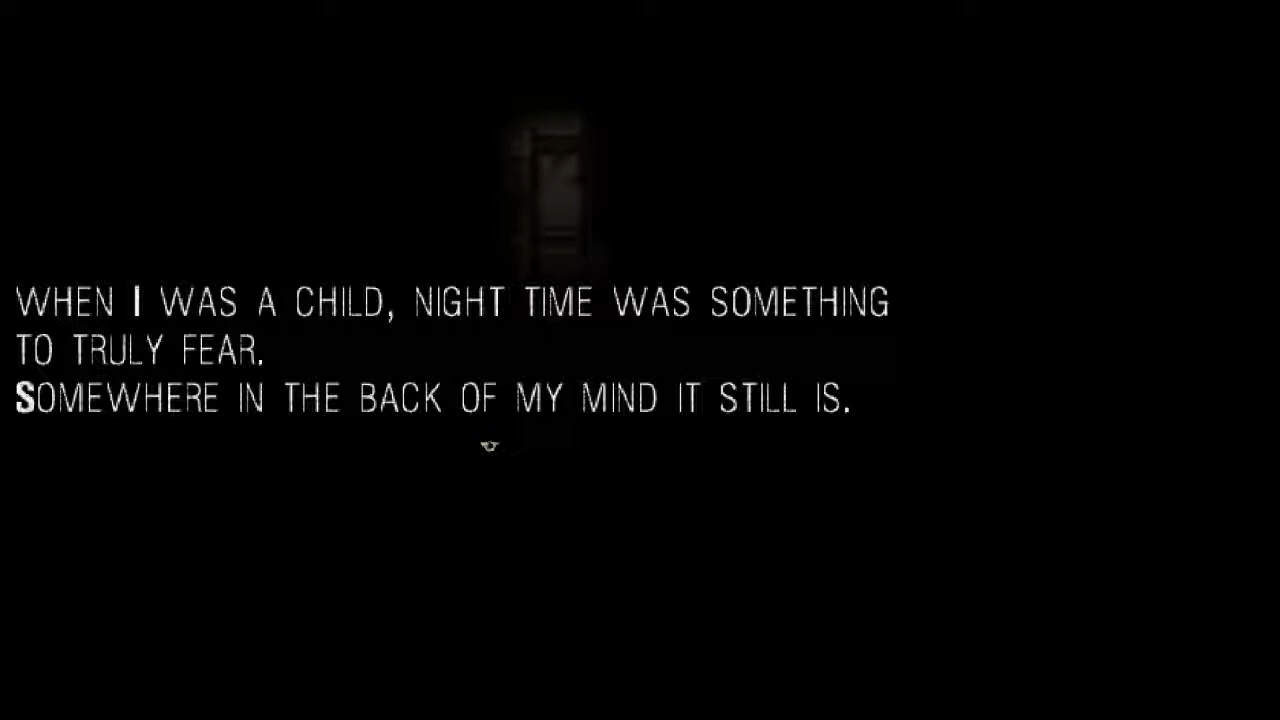 WHEN I WAS A CHILD, NIGHT TIME WAS SOMETHING
TO TRULY FEAR.
SOMEWHERE IN THE BACK OF MY MIND IT STILL IS.